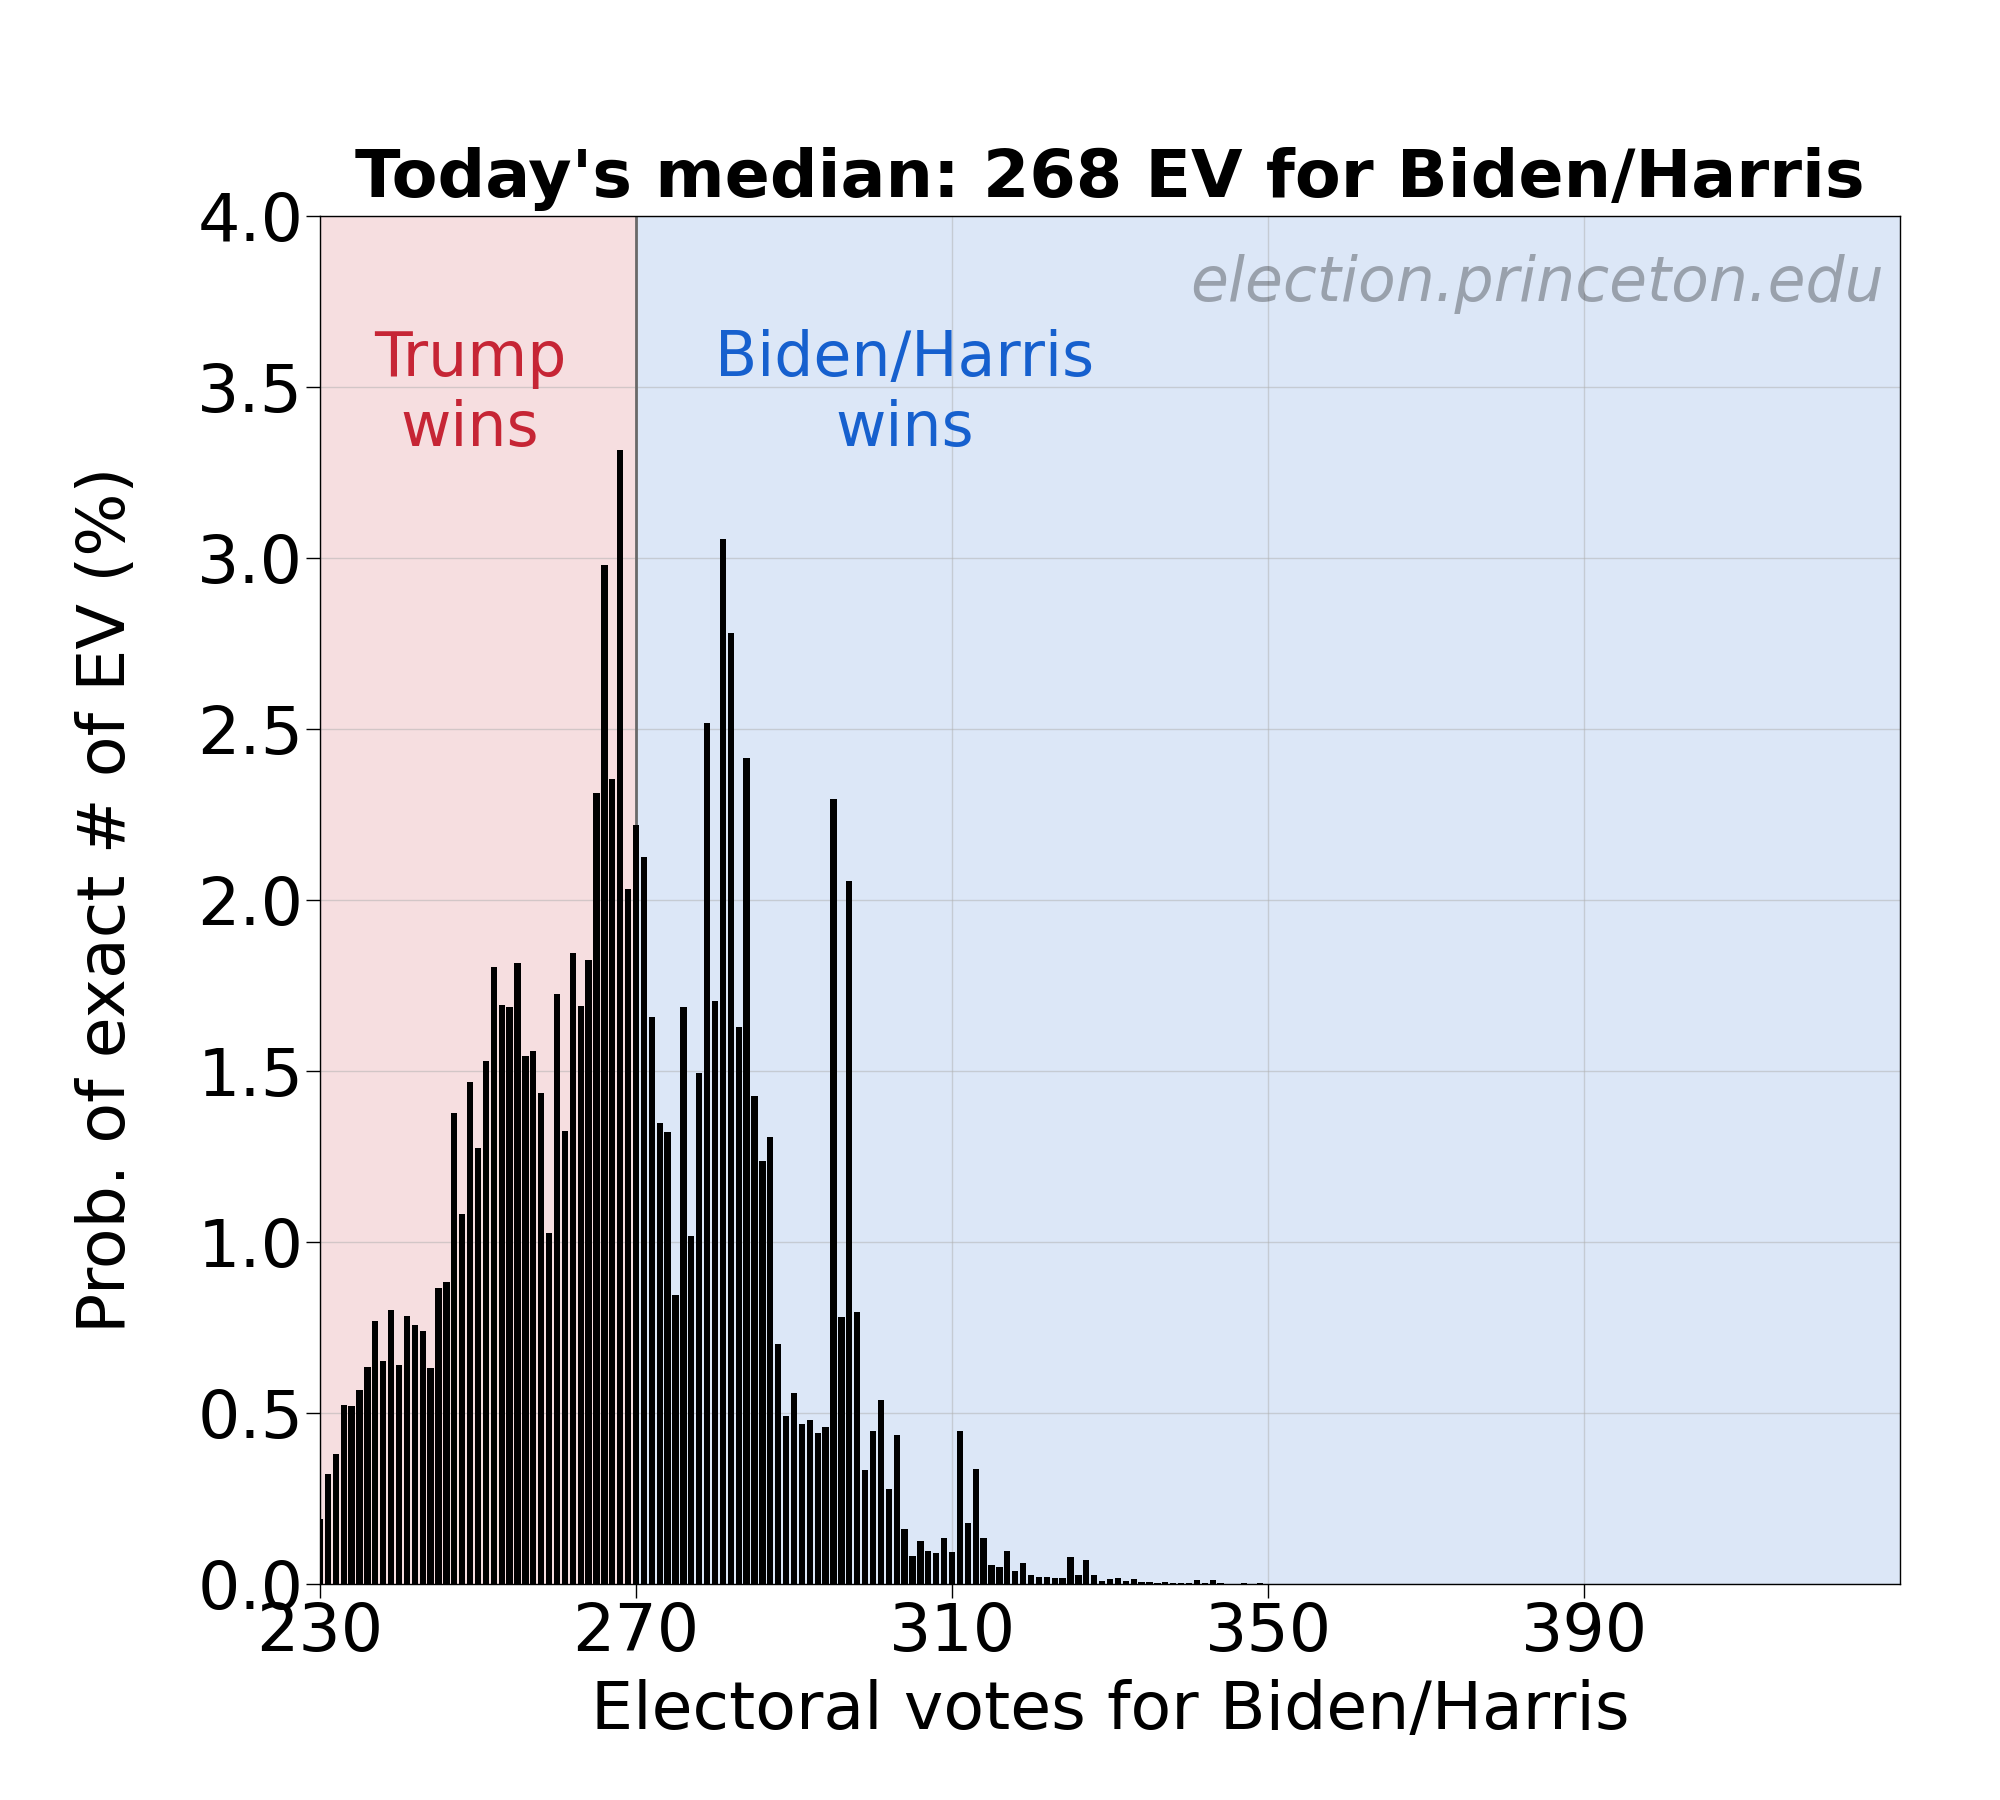 Today's median: 268 EV for Biden/Harris
election.princeton.edu
Trump
wins
Biden/Harris
wins
Prob. of exact # of EV (%)
4.0
3.5
3.0
2.5
2.0
1.5
1.0
0.5
0.0
230 270 310 350 390
Electoral votes for Biden/Harris